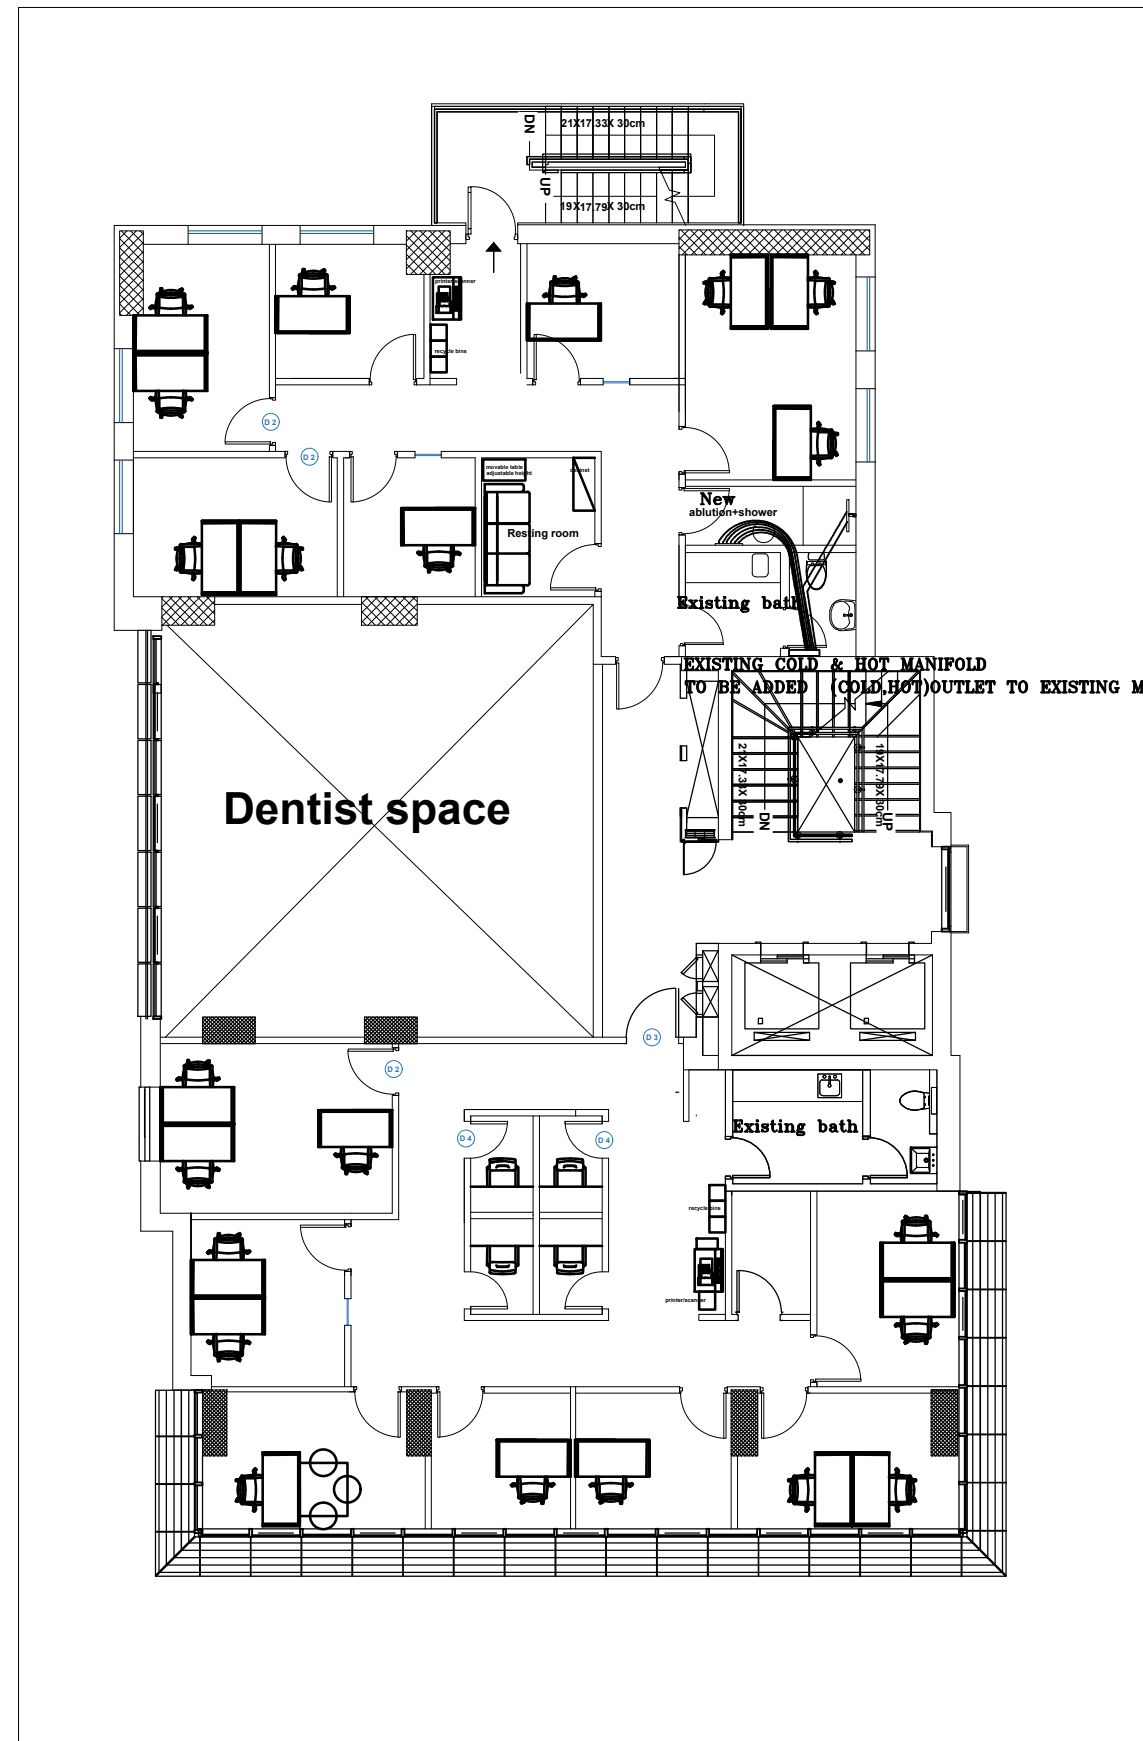 DN
21X17.33X 30cm
UP
19X17.79X 30cm
printer/scanner
recycle bins
D 2
D 2
movable table
adjustable height
cabinet
Resting room
New
ablution+shower
Existing bath
EXISTING COLD & HOT MANIFOLD
TO BE ADDED (COLD,HOT)OUTLET TO EXISTING M
21X17.33X 30cm
DN
19X17.79X 30cm
UP
Dentist space
D 3
D 2
D 4
D 4
Existing bath
recycle bins
printer/scanner